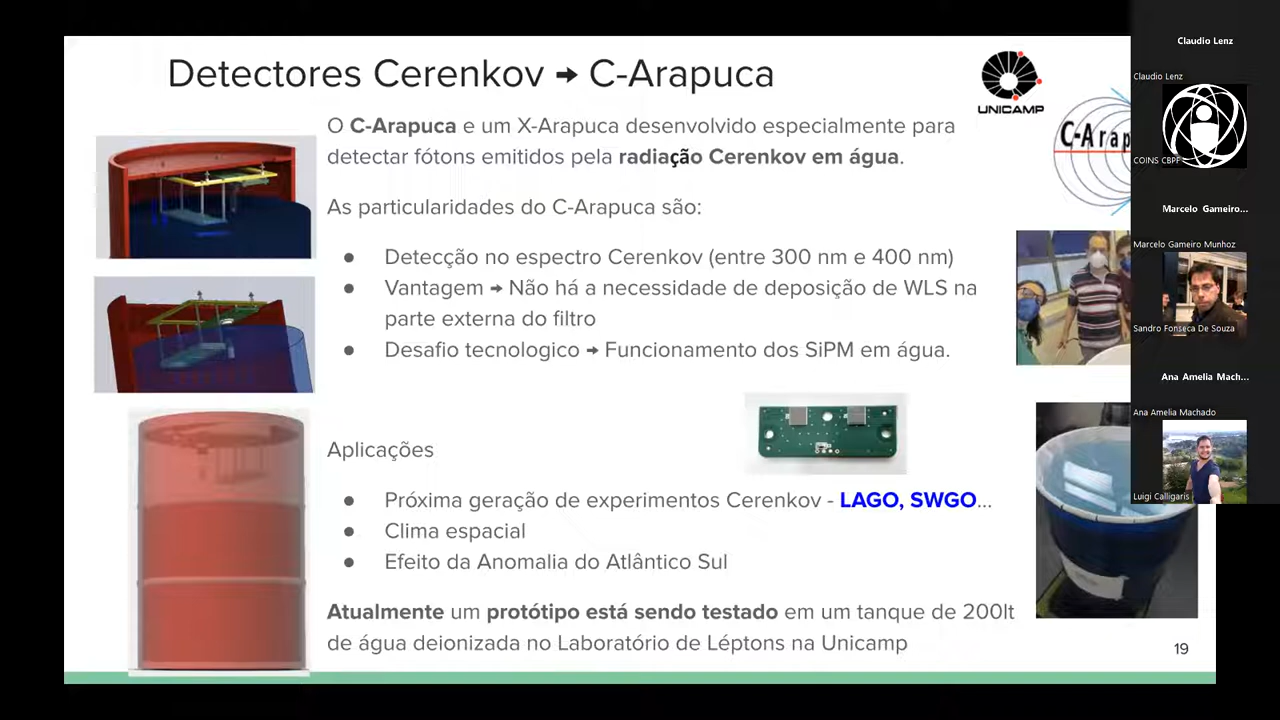 Detectores Cerenkov → C-Arapuca
UNICAMP
C-Arap
O C-Arapuca e um X-Arapuca desenvolvido especialmente para
detectar fótons emitidos pela radiação Cerenkov em água.
As particularidades do C-Arapuca são:
● Detecção no espectro Cerenkov (entre 300 nm e 400 nm)
● Vantagem → Não há a necessidade de deposição de WLS na
parte externa do filtro
● Desafio tecnologico → Funcionamento dos SiPM em água.
Aplicações
● Próxima geração de experimentos Cerenkov - LAGO, SWGO...
● Clima espacial
● Efeito da Anomalia do Atlântico Sul
Atualmente um protótipo está sendo testado em um tanque de 200lt
de água deionizada no Laboratório de Léptons na Unicamp
19
Claudio Lenz
Claudio Lenz
COINS CBPF
Marcelo Gameiro...
Marcelo Gameiro Munhoz
Sandro Fonseca De Souza
Ana Amelia Mach...
Ana Amelia Machado
Luigi Calligaris